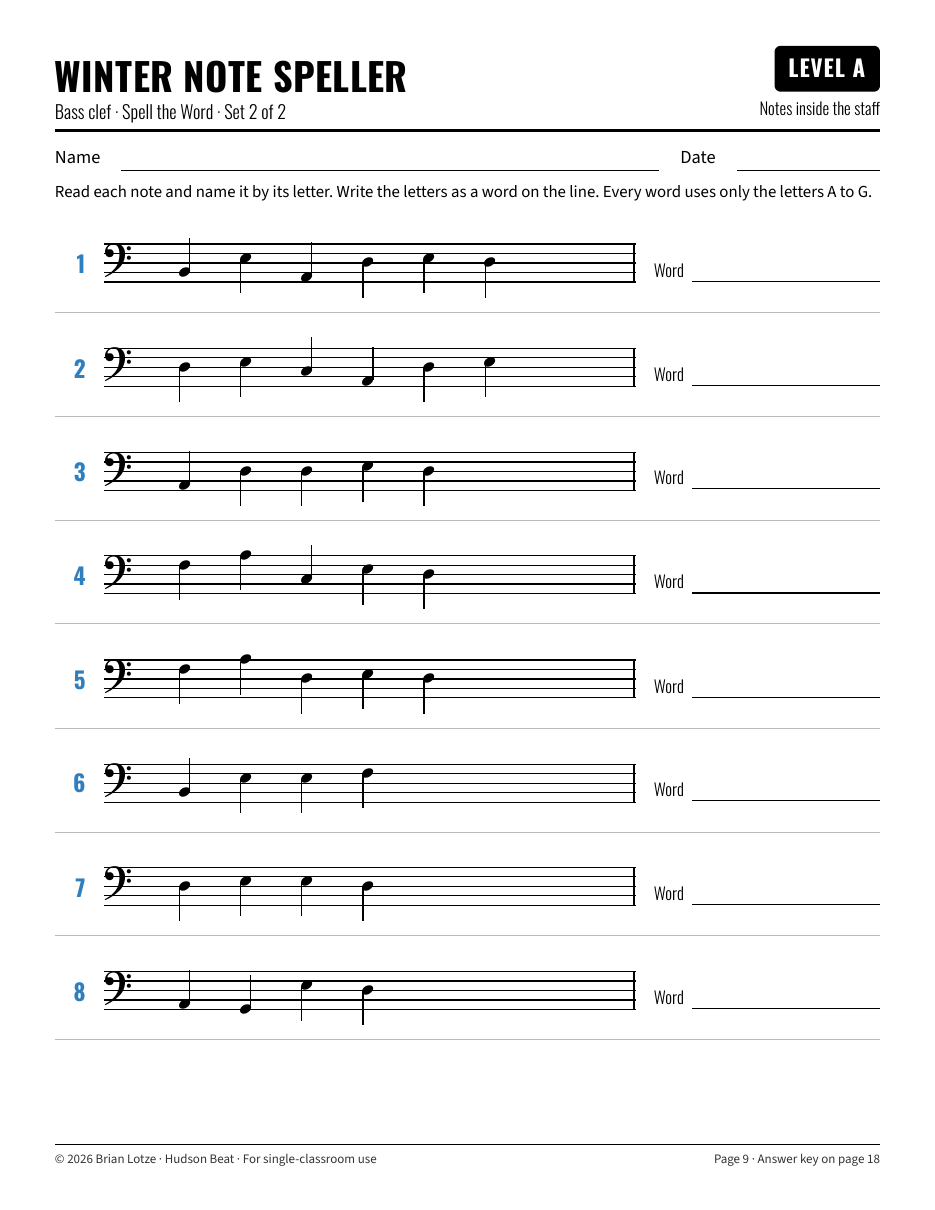 WINTER NOTE SPELLER
LEVEL A
Bass clef · Spell the Word · Set 2 of 2
Notes inside the staff
Name
Date
Read each note and name it by its letter. Write the letters as a word on the line. Every word uses only the letters A to G.
1
Word
2
Word
3
Word
4
Word
5
Word
6
Word
7
Word
8
Word
© 2026 Brian Lotze · Hudson Beat · For single-classroom use
Page 9 · Answer key on page 18